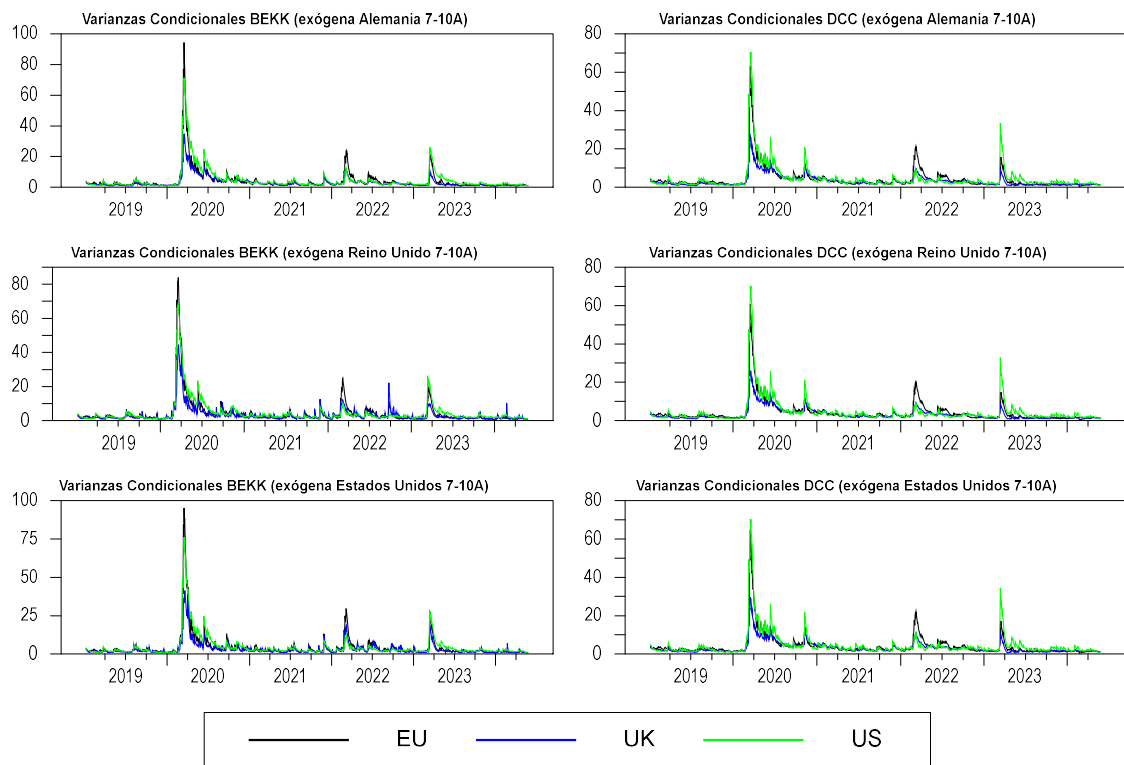 Varianzas Condicionales BEKK (exógena Alemania 7-10A)
100
80
60
40
20
0
2019 2020 2021 2022 2023
Varianzas Condicionales DCC (exógena Alemania 7-10A)
80
60
40
20
0
2019 2020 2021 2022 2023
Varianzas Condicionales BEKK (exógena Reino Unido 7-10A)
80
60
40
20
0
2019 2020 2021 2022 2023
Varianzas Condicionales DCC (exógena Reino Unido 7-10A)
80
60
40
20
0
2019 2020 2021 2022 2023
Varianzas Condicionales BEKK (exógena Estados Unidos 7-10A)
100
75
50
25
0
2019 2020 2021 2022 2023
Varianzas Condicionales DCC (exógena Estados Unidos 7-10A)
80
60
40
20
0
2019 2020 2021 2022 2023
EU UK US